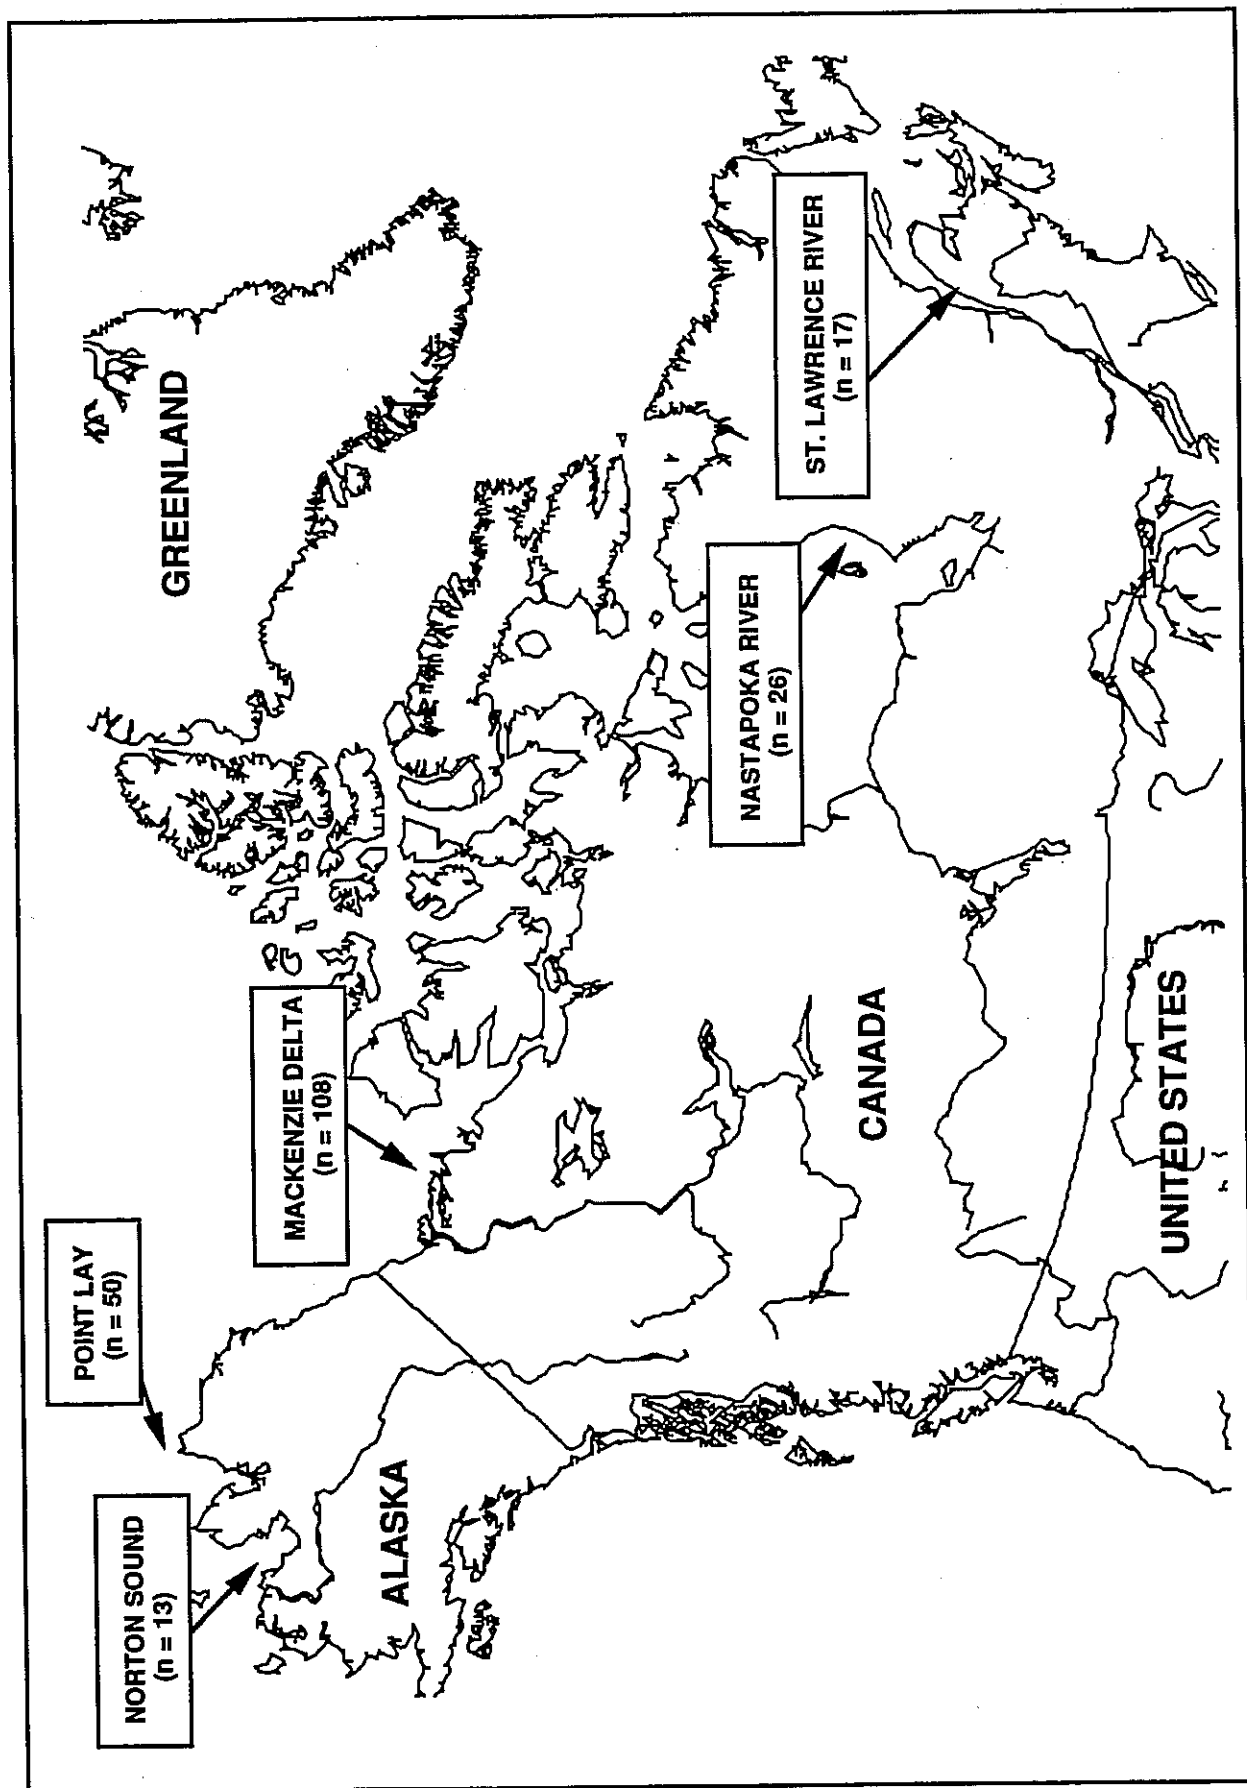 POINT LAY
(n = 50)
NORTON SOUND
(n = 13)
MACKENZIE DELTA
(n = 108)
GREENLAND
ALASKA
NASTAPOKA RIVER
(n = 26)
ST. LAWRENCE RIVER
(n = 17)
CANADA
UNITED STATES